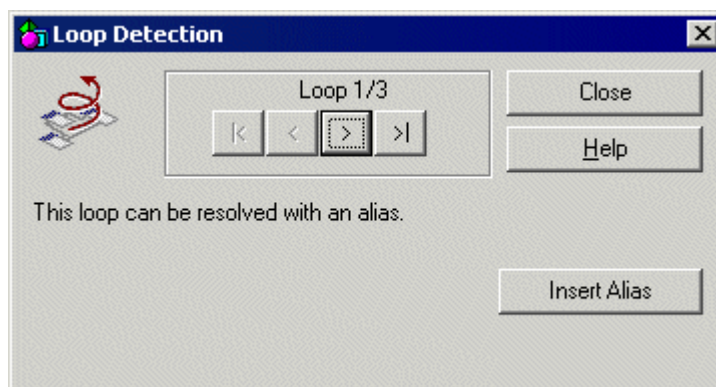 Loop Detection
Loop 1/3
Close
|< < > >|
Help
This loop can be resolved with an alias.
Insert Alias